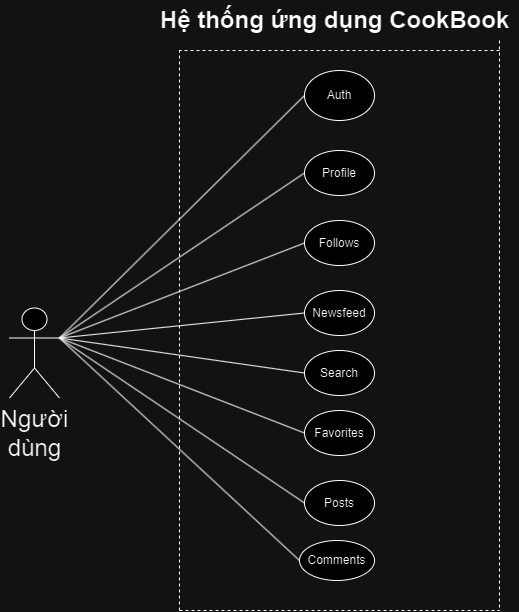 Hệ thống ứng dụng CookBook
Auth
Profile
Follows
Newsfeed
Search
Favorites
Posts
Comments
Người
dùng